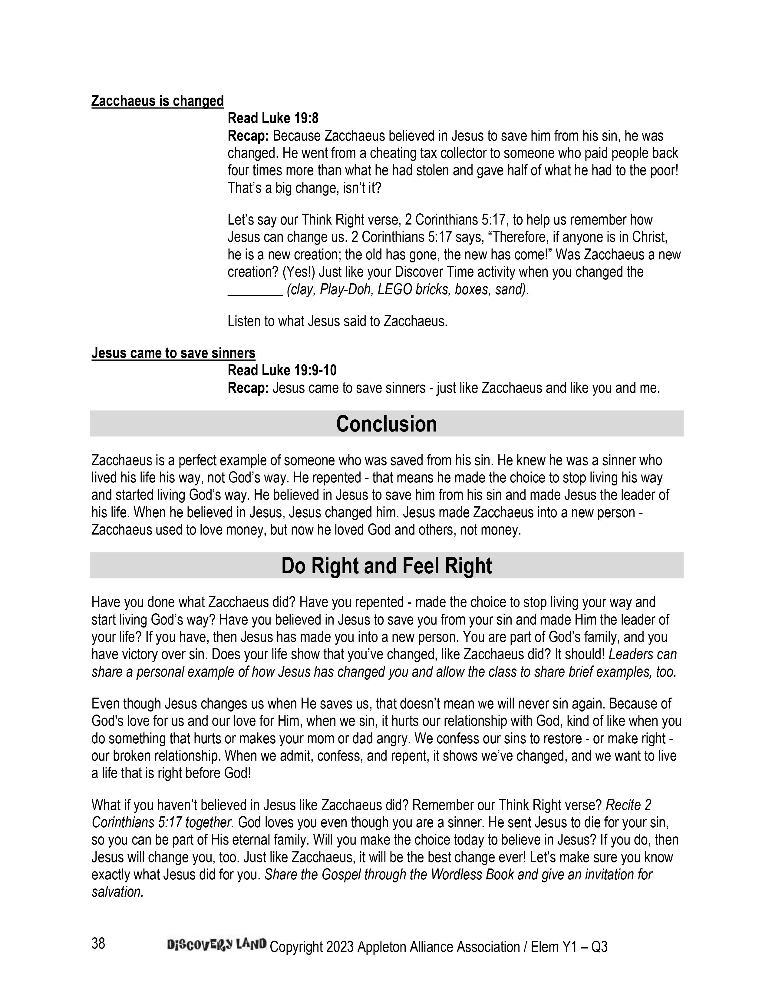 Zacchaeus is changed
Read Luke 19:8
Recap: Because Zacchaeus believed in Jesus to save him from his sin, he was
changed. He went from a cheating tax collector to someone who paid people back
four times more than what he had stolen and gave half of what he had to the poor!
That’s a big change, isn’t it?
Let’s say our Think Right verse, 2 Corinthians 5:17, to help us remember how
Jesus can change us. 2 Corinthians 5:17 says, “Therefore, if anyone is in Christ,
he is a new creation; the old has gone, the new has come!” Was Zacchaeus a new
creation? (Yes!) Just like your Discover Time activity when you changed the
________ (clay, Play-Doh, LEGO bricks, boxes, sand).
Listen to what Jesus said to Zacchaeus.
Jesus came to save sinners
Read Luke 19:9-10
Recap: Jesus came to save sinners - just like Zacchaeus and like you and me.
Conclusion
Zacchaeus is a perfect example of someone who was saved from his sin. He knew he was a sinner who
lived his life his way, not God’s way. He repented - that means he made the choice to stop living his way
and started living God’s way. He believed in Jesus to save him from his sin and made Jesus the leader of
his life. When he believed in Jesus, Jesus changed him. Jesus made Zacchaeus into a new person -
Zacchaeus used to love money, but now he loved God and others, not money.
Do Right and Feel Right
Have you done what Zacchaeus did? Have you repented - made the choice to stop living your way and
start living God’s way? Have you believed in Jesus to save you from your sin and made Him the leader of
your life? If you have, then Jesus has made you into a new person. You are part of God’s family, and you
have victory over sin. Does your life show that you’ve changed, like Zacchaeus did? It should! Leaders can
share a personal example of how Jesus has changed you and allow the class to share brief examples, too.
Even though Jesus changes us when He saves us, that doesn’t mean we will never sin again. Because of
God's love for us and our love for Him, when we sin, it hurts our relationship with God, kind of like when you
do something that hurts or makes your mom or dad angry. We confess our sins to restore - or make right -
our broken relationship. When we admit, confess, and repent, it shows we’ve changed, and we want to live
a life that is right before God!
What if you haven’t believed in Jesus like Zacchaeus did? Remember our Think Right verse? Recite 2
Corinthians 5:17 together. God loves you even though you are a sinner. He sent Jesus to die for your sin,
so you can be part of His eternal family. Will you make the choice today to believe in Jesus? If you do, then
Jesus will change you, too. Just like Zacchaeus, it will be the best change ever! Let’s make sure you know
exactly what Jesus did for you. Share the Gospel through the Wordless Book and give an invitation for
salvation.
38 DISCOVERY LAND Copyright 2023 Appleton Alliance Association / Elem Y1 – Q3